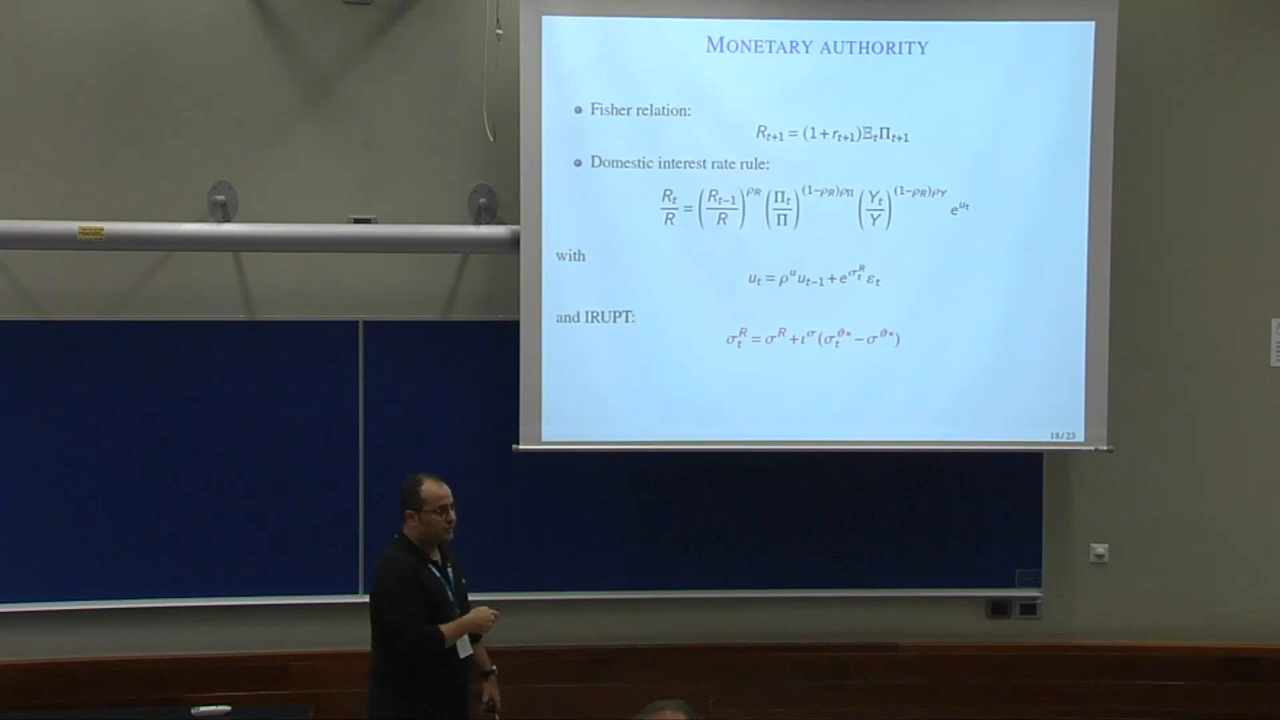 MONETARY AUTHORITY
Fisher relation:
R_{t+1} = (1+r_{t+1})Ξ_tΠ_{t+1}
Domestic interest rate rule:
R_t/R = (R_{t-1}/R)^{ρ_R} (Π_t/Π)^{(1-ρ_R)ρ_Π} (Y_t/Y)^{(1-ρ_R)ρ_Y} e^{u_t}
with
u_t = ρ^u u_{t-1} + e^{σ_t^R} ε_t
and IRUPT:
σ_t^R = σ^R + ι^σ (σ_t^{ϑ*} − σ^{ϑ*})
18/23